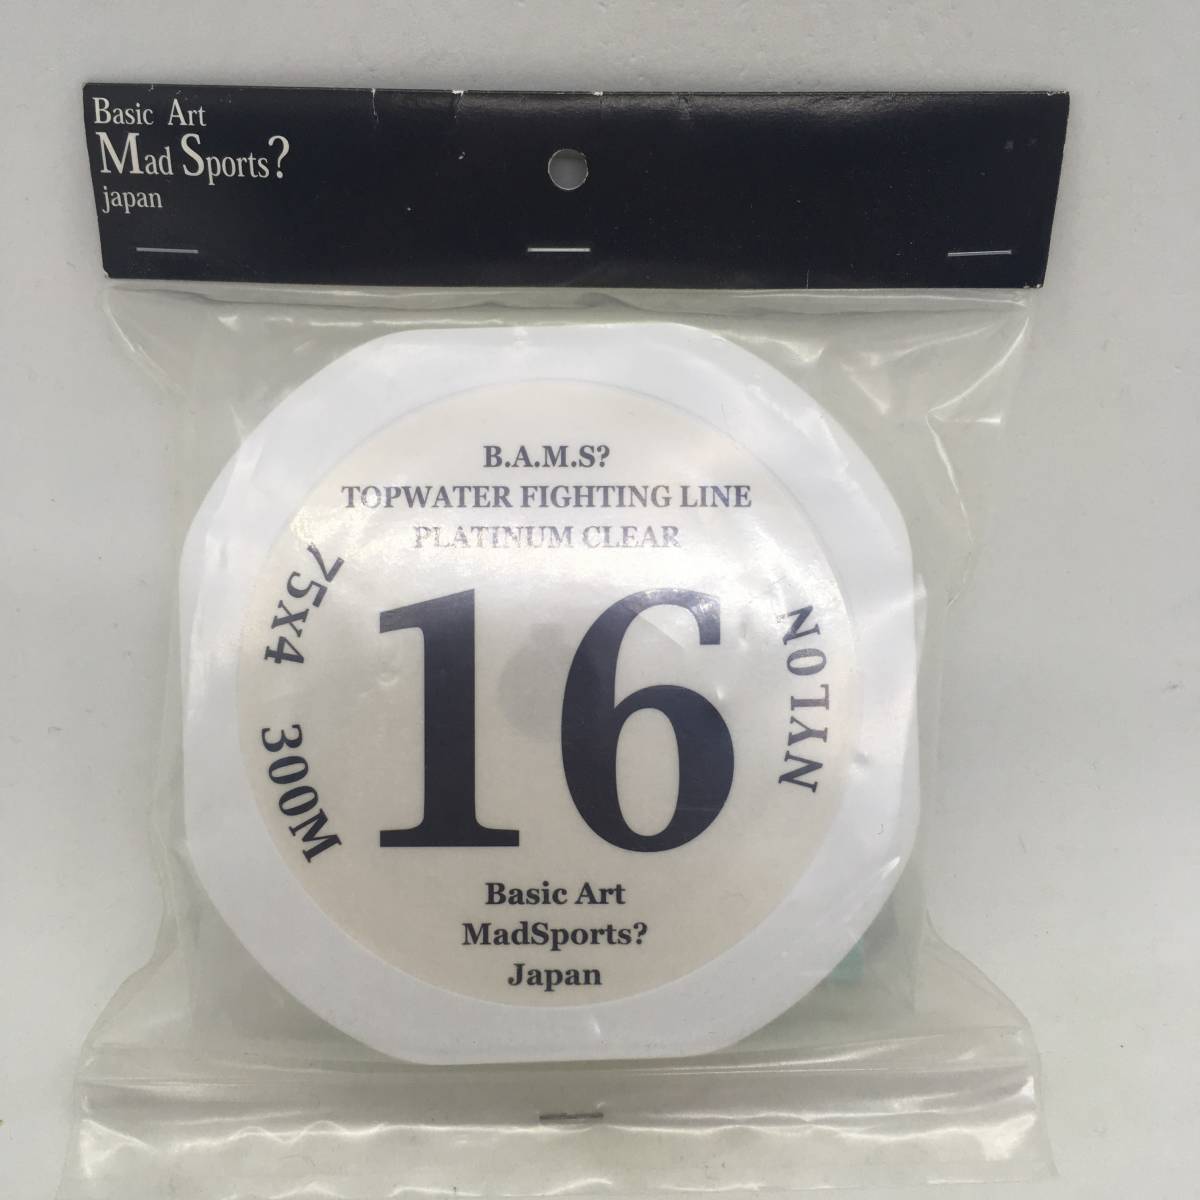 Basic Art
Mad Sports?
japan
B.A.M.S?
TOPWATER FIGHTING LINE
PLATINUM CLEAR
75X4 300M
16
NYLON
Basic Art
MadSports?
Japan